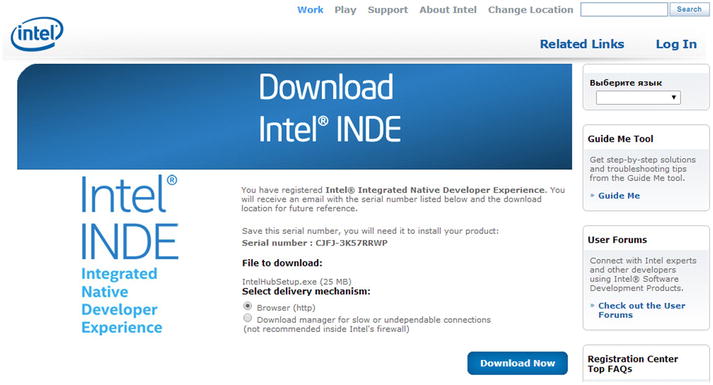 Work Play Support About Intel Change Location Search
intel
Related Links Log In
Download
Intel® INDE
Intel®
INDE
Integrated
Native
Developer
Experience
You have registered Intel® Integrated Native Developer Experience. You
will receive an email with the serial number listed below and the download
location for future reference.
Save this serial number, you will need it to install your product:
Serial number : CJFJ-3K57RRWP
File to download:
IntelHubSetup.exe (25 MB)
Select delivery mechanism:
Browser (http)
Download manager for slow or undependable connections
(not recommended inside Intel's firewall)
Download Now
Выберите язык
Guide Me Tool
Get step-by-step solutions
and troubleshooting tips
from the Guide Me tool.
» Guide Me
User Forums
Connect with Intel experts
and other developers
using Intel® Software
Development Products.
» Check out the User
Forums
Registration Center
Top FAQs